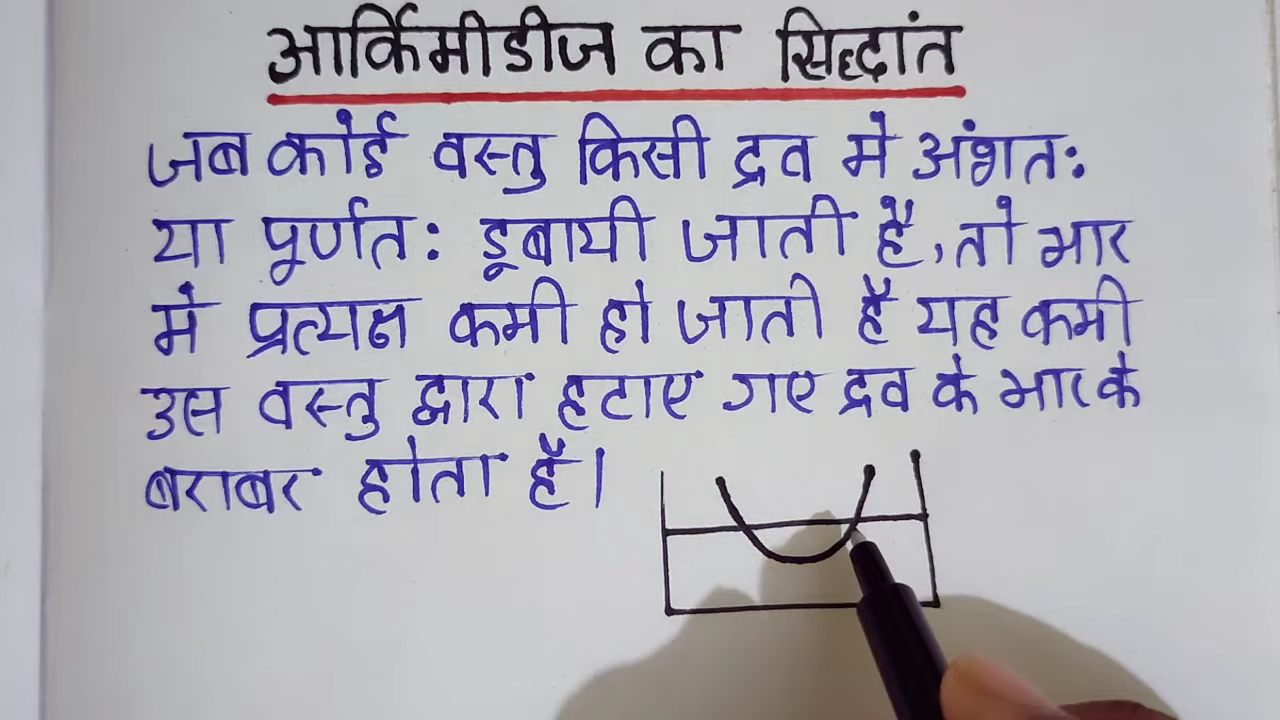 आर्किमीडीज का सिद्धांत
जब कोई वस्तु किसी द्रव मे अंशत:
या पूर्णत: डूबायी जाती है, तो भार
मे प्रत्यक्ष कमी हो जाती है यह कमी
उस वस्तु द्वारा हटाए गए द्रव के भार के
बराबर होता है।